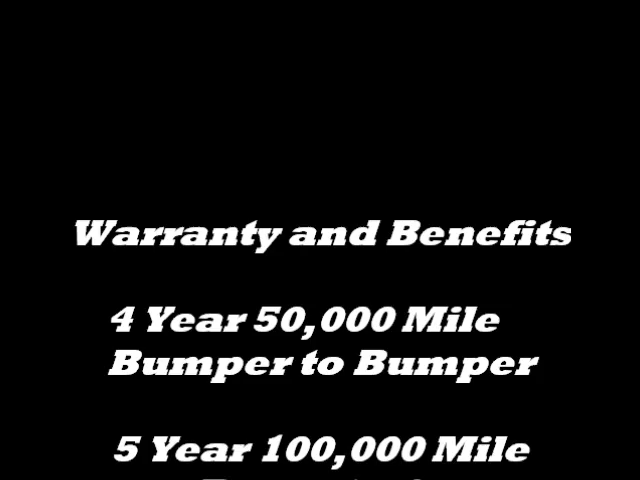 Warranty and Benefits
4 Year 50,000 Mile
Bumper to Bumper
5 Year 100,000 Mile